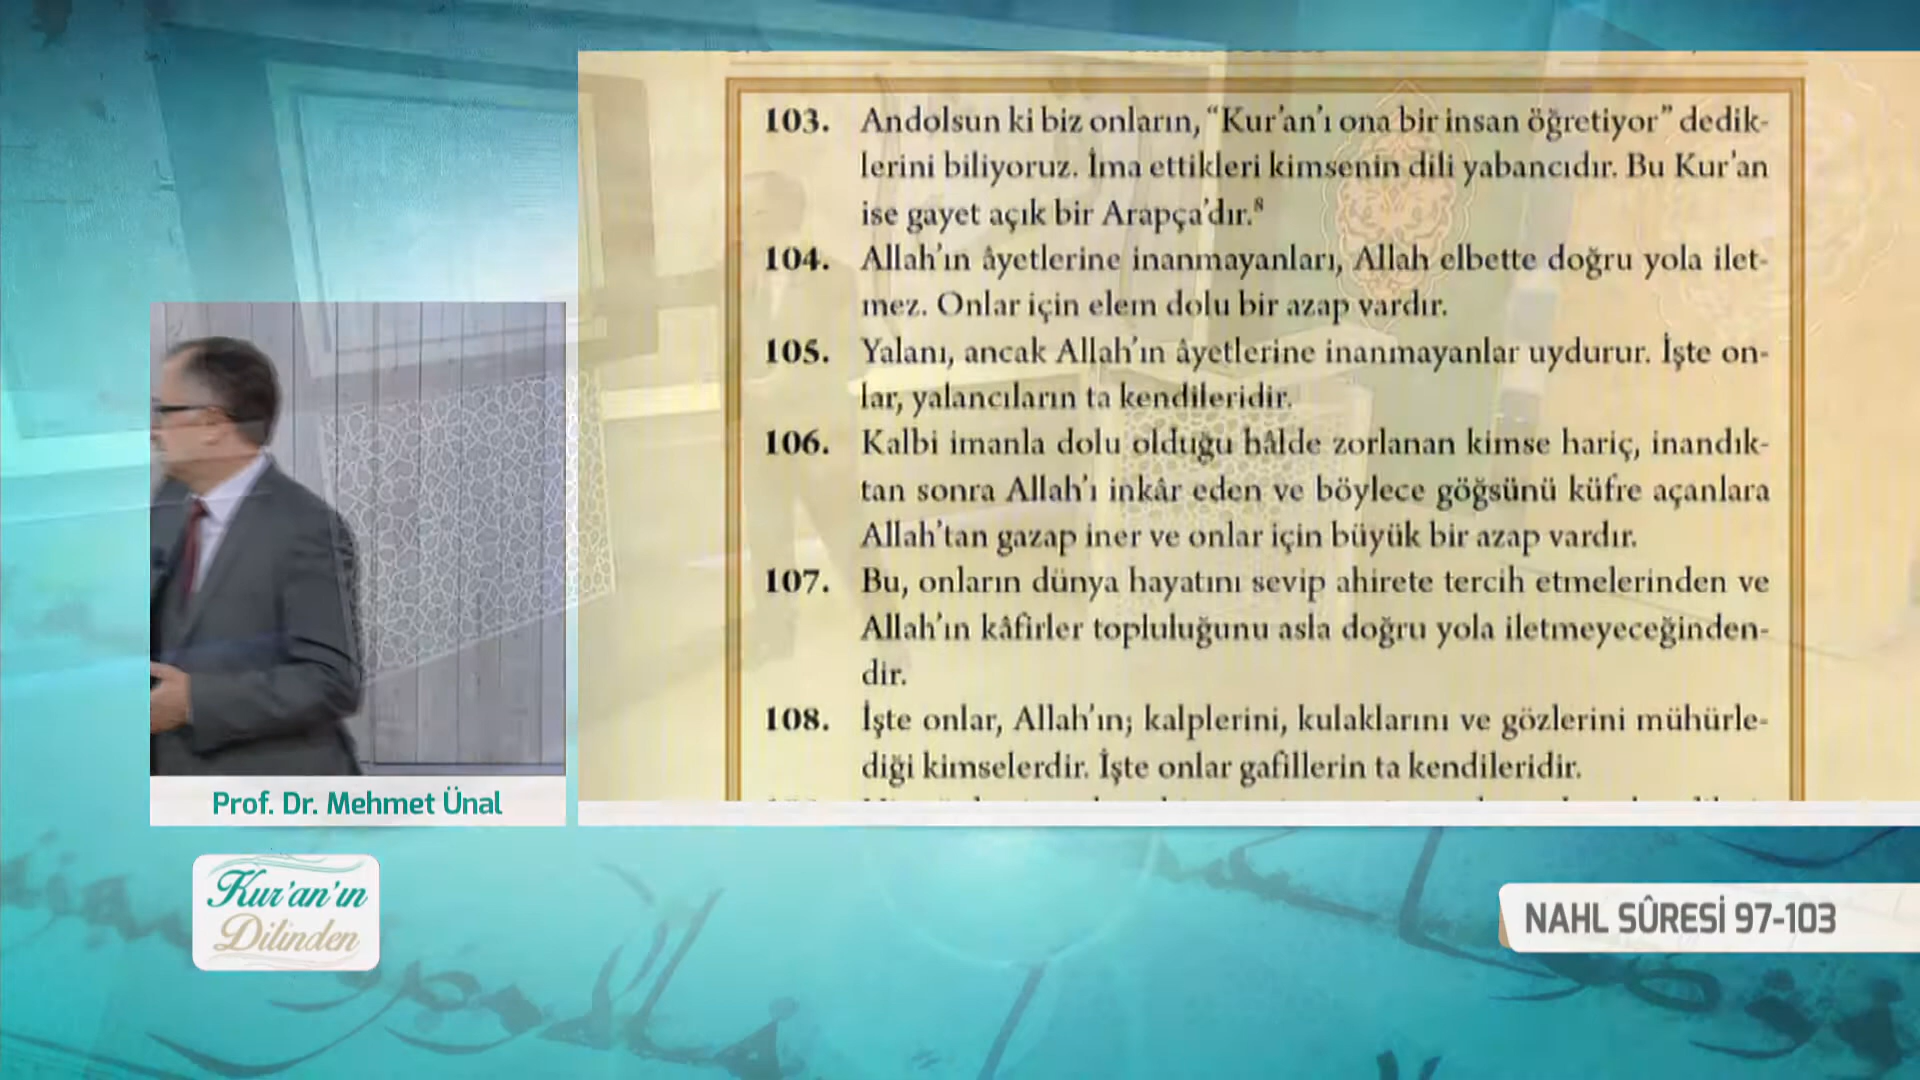 103. Andolsun ki biz onların, “Kur’an’ı ona bir insan öğretiyor” dedik-
lerini biliyoruz. İma ettikleri kimsenin dili yabancıdır. Bu Kur’an
ise gayet açık bir Arapça’dır.⁸
104. Allah’ın âyetlerine inanmayanları, Allah elbette doğru yola ilet-
mez. Onlar için elem dolu bir azap vardır.
105. Yalanı, ancak Allah’ın âyetlerine inanmayanlar uydurur. İşte on-
lar, yalancıların ta kendileridir.
106. Kalbi imanla dolu olduğu hâlde zorlanan kimse hariç, inandık-
tan sonra Allah’ı inkâr eden ve böylece göğsünü küfre açanlara
Allah’tan gazap iner ve onlar için büyük bir azap vardır.
107. Bu, onların dünya hayatını sevip ahirete tercih etmelerinden ve
Allah’ın kâfirler topluluğunu asla doğru yola iletmeyeceğinden-
dir.
108. İşte onlar, Allah’ın; kalplerini, kulaklarını ve gözlerini mühürle-
diği kimselerdir. İşte onlar gafillerin ta kendileridir.
Prof. Dr. Mehmet Ünal
Kur’an’ın
Dilinden
NAHL SÛRESİ 97-103